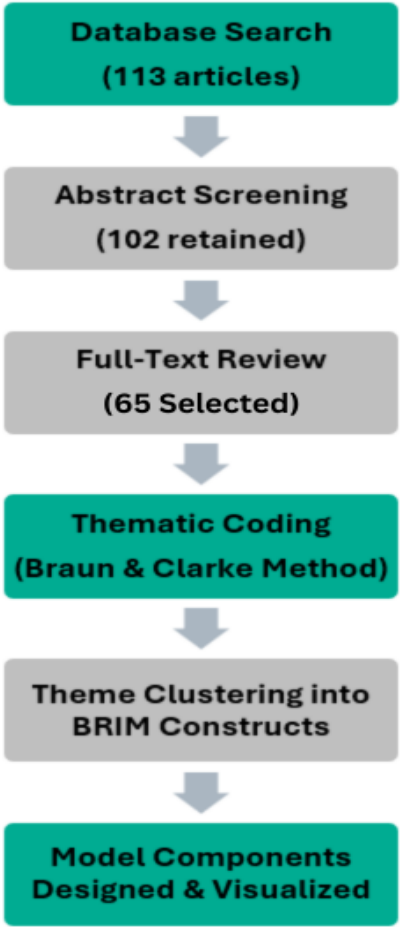 Database Search
(113 articles)
Abstract Screening
(102 retained)
Full-Text Review
(65 Selected)
Thematic Coding
(Braun & Clarke Method)
Theme Clustering into
BRIM Constructs
Model Components
Designed & Visualized